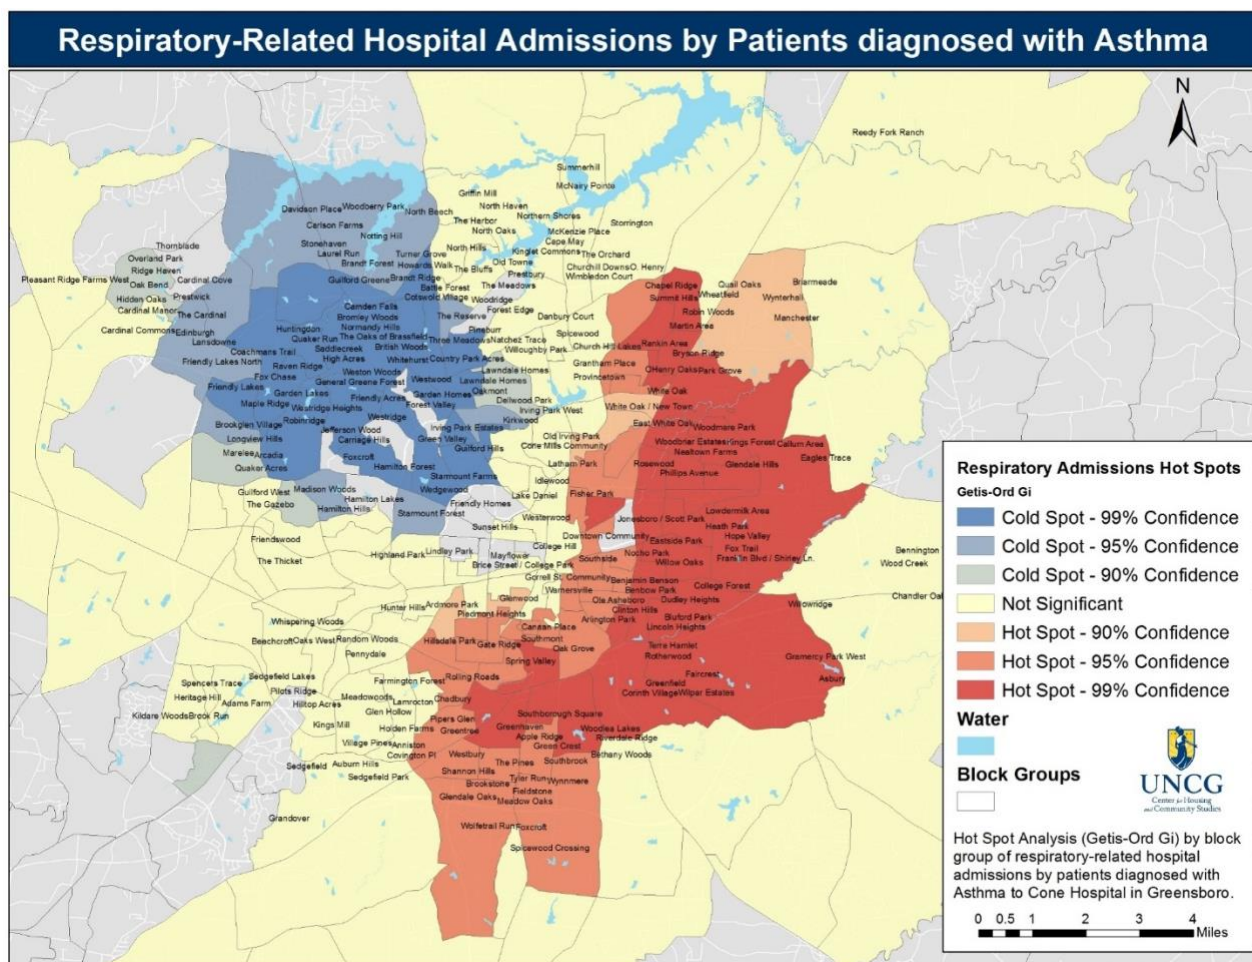 Respiratory-Related Hospital Admissions by Patients diagnosed with Asthma
N
Reedy Fork Ranch
Summerhill
McNairy Pointe
Griffin Mill
North Haven
Davidson Place
Woodberry Park
North Beech
Northern Shores
The Harbor
Storrington
Carlson Farms
North Oaks
McKenzie Place
Notting Hill
Cape May
Stonehaven
North Hills
Kinglet Commons
The Orchard
Thornblade
Laurel Run
Turner Grove
Old Towne
Overland Park
Brandt Forest
Howards Walk
The Bluffs
Churchill Downs
O. Henry
Ridge Haven
Prestbury
Wimbledon Court
Pleasant Ridge Farms West
Oak Bend
Cardinal Cove
Guilford Greene
Brandt Ridge
The Meadows
Chapel Ridge
Quail Oaks
Briarmeade
Battle Forest
Hidden Oaks
Prestwick
Cotswold Village
Woodridge
Summit Hills
Wheatfield
Wynterhall
Cardinal Manor
The Cardinal
Camden Falls
Forest Edge
Robin Woods
Bromley Woods
The Reserve
Danbury Court
Manchester
Cardinal Commons
Edinburgh
Huntingdon
Normandy Hills
Pineburr
Martin Area
Lansdowne
Quaker Run
The Oaks of Brassfield
Three Meadows
Natchez Trace
Spicewood
Saddlecreek
British Woods
Willoughby Park
Church Hill Lakes
Rankin Area
Coachmans Trail
High Acres
Whitehurst
Country Park Acres
Bryson Ridge
Friendly Lakes North
Raven Ridge
Weston Woods
Lawndale Homes
Grantham Place
Fox Chase
General Greene Forest
Westwood
Lawndale Homes
Provincetown
OHenry Oaks
Park Grove
Friendly Lakes
Garden Lakes
Friendly Acres
Garden Homes
Oakmont
White Oak
Maple Ridge
Westridge Heights
Forest Valley
Dellwood Park
White Oak / New Town
Robinridge
Westridge
Irving Park West
Brookglen Village
Jefferson Wood
Irving Park Estates
Kirkwood
East White Oak
Woodmere Park
Longview Hills
Carriage Hills
Green Valley
Old Irving Park
Guilford Hills
Cone Mills Community
Woodbriar Estates
Kings Forest
Callum Area
Marelee
Arcadia
Foxcroft
Nealtown Farms
Eagles Trace
Quaker Acres
Hamilton Forest
Latham Park
Rosewood
Glendale Hills
Starmount Farms
Idlewood
Phillips Avenue
Guilford West
Madison Woods
Wedgewood
Lake Daniel
Fisher Park
Hamilton Lakes
Friendly Homes
The Gazebo
Hamilton Hills
Starmount Forest
Westerwood
Jonesboro / Scott Park
Lowdermilk Area
Sunset Hills
Heath Park
Friendswood
Downtown Community
Hope Valley
College Hill
Eastside Park
Lindley Park
Mayflower
Nocho Park
Fox Trail
Bennington
The Thicket
Highland Park
Brice Street / College Park
Southside
Willow Oaks
Franklin Blvd./ Shirley Ln.
Wood Creek
Gorrell St. Community
Benjamin Benson
College Forest
Warnersville
Benbow Park
Chandler Oak
Glenwood
Ole Asheboro
Dudley Heights
Willowridge
Hunter Hills
Ardmore Park
Piedmont Heights
Clinton Hills
Whispering Woods
Arlington Park
Bluford Park
Canaan Place
Lincoln Heights
Beechcroft
Oaks West
Random Woods
Hillsdale Park
Southmont
Gate Ridge
Oak Grove
Terra Hamlet
Pennydale
Spring Valley
Rotherwood
Gramercy Park West
Sedgefield Lakes
Farmington Forest
Rolling Roads
Faircrest
Spencers Trace
Greenfield
Asbury
Heritage Hill
Pilots Ridge
Meadowoods
Lamrocton
Chadbury
Corinth Village
Wilpar Estates
Adams Farm
Hilltop Acres
Glen Hollow
Southborough Square
Kildare Woods
Brook Run
Kings Mill
Holden Farms
Pipers Glen
Greenhaven
Woodlea Lakes
Greentree
Apple Ridge
Riverdale Ridge
Village Pines
Anniston
Green Crest
Covington Pl
Westbury
Southbrook
Bethany Woods
Sedgefield
Auburn Hills
The Pines
Shannon Hills
Sedgefield Park
Tyler Run
Wynnmere
Brookstone
Fieldstone
Glendale Oaks
Meadow Oaks
Grandover
Wolfetrail Run
Foxcroft
Spicewood Crossing
Respiratory Admissions Hot Spots
Getis-Ord Gi
Cold Spot - 99% Confidence
Cold Spot - 95% Confidence
Cold Spot - 90% Confidence
Not Significant
Hot Spot - 90% Confidence
Hot Spot - 95% Confidence
Hot Spot - 99% Confidence
Water
Block Groups
UNCG
Center for Housing
and Community Studies
Hot Spot Analysis (Getis-Ord Gi) by block
group of respiratory-related hospital
admissions by patients diagnosed with
Asthma to Cone Hospital in Greensboro.
0 0.5 1 2 3 4
Miles